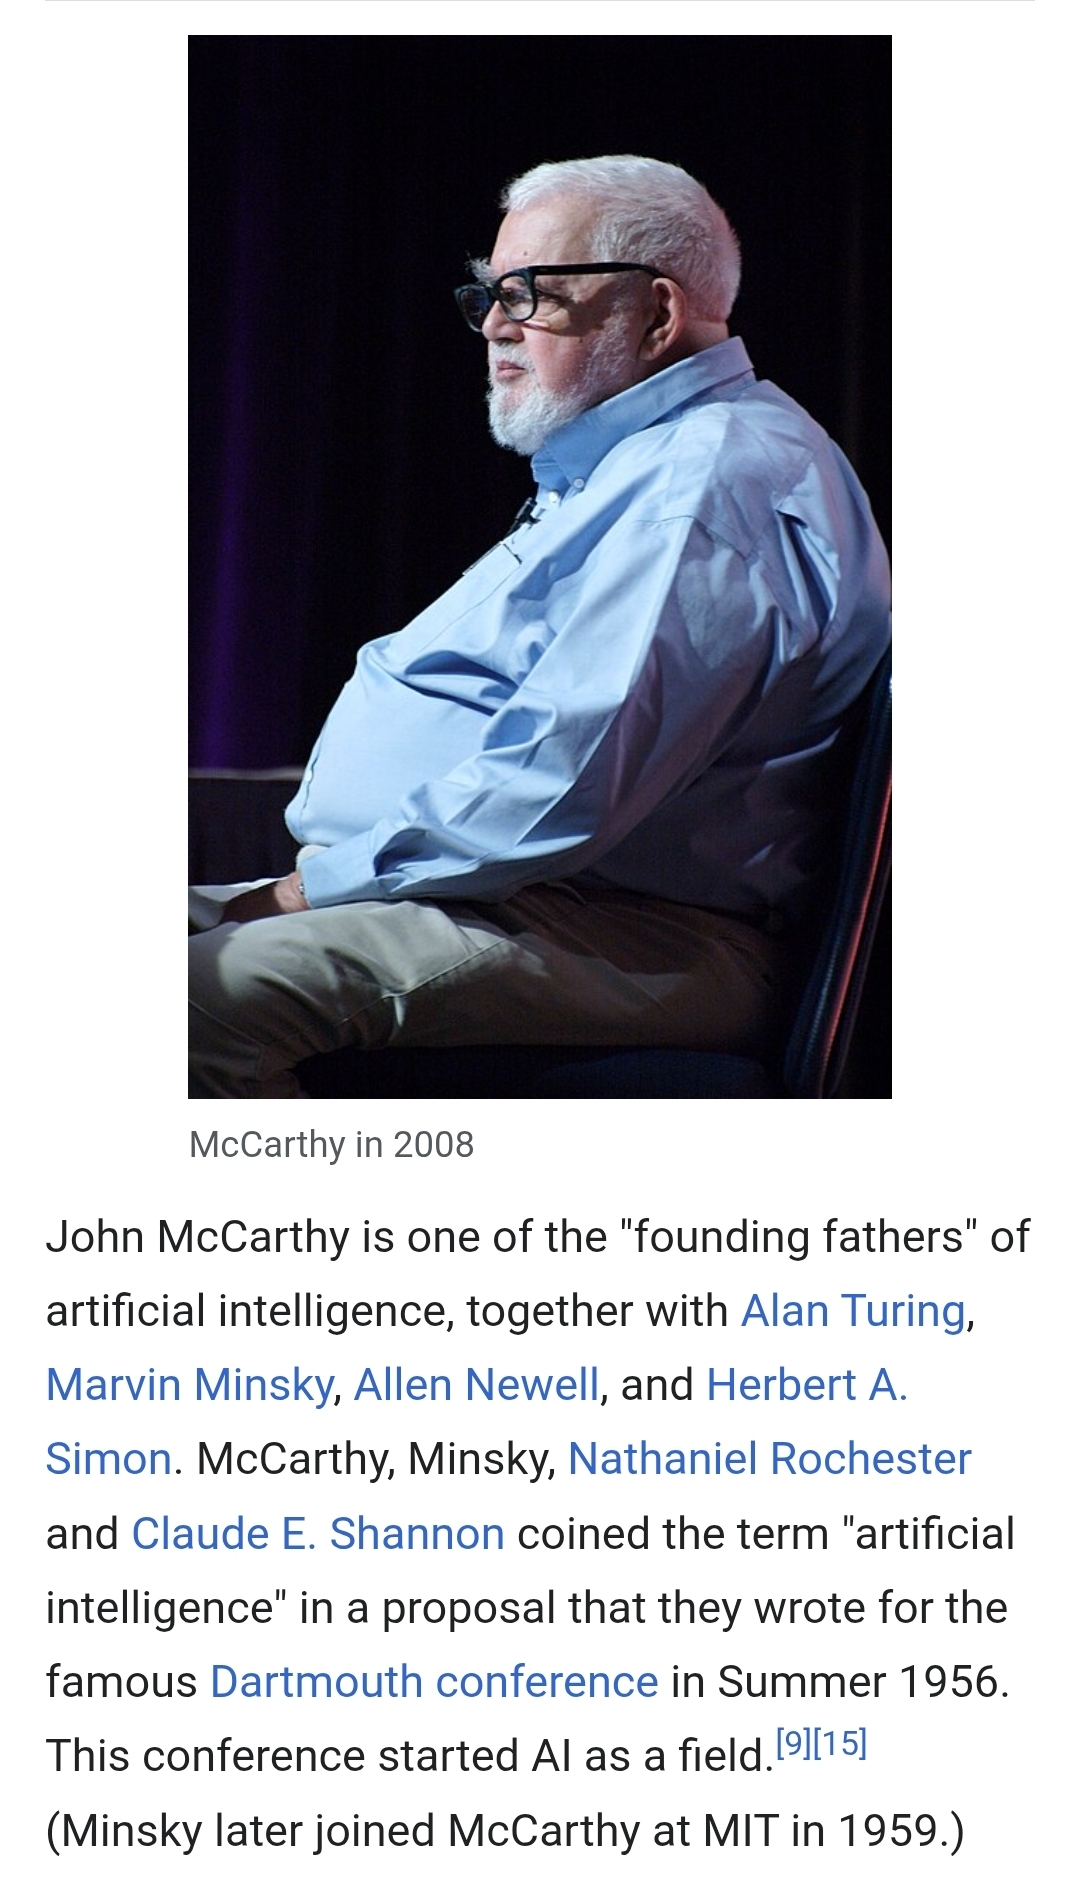 McCarthy in 2008
John McCarthy is one of the "founding fathers" of
artificial intelligence, together with Alan Turing,
Marvin Minsky, Allen Newell, and Herbert A.
Simon. McCarthy, Minsky, Nathaniel Rochester
and Claude E. Shannon coined the term "artificial
intelligence" in a proposal that they wrote for the
famous Dartmouth conference in Summer 1956.
This conference started AI as a field.[9][15]
(Minsky later joined McCarthy at MIT in 1959.)